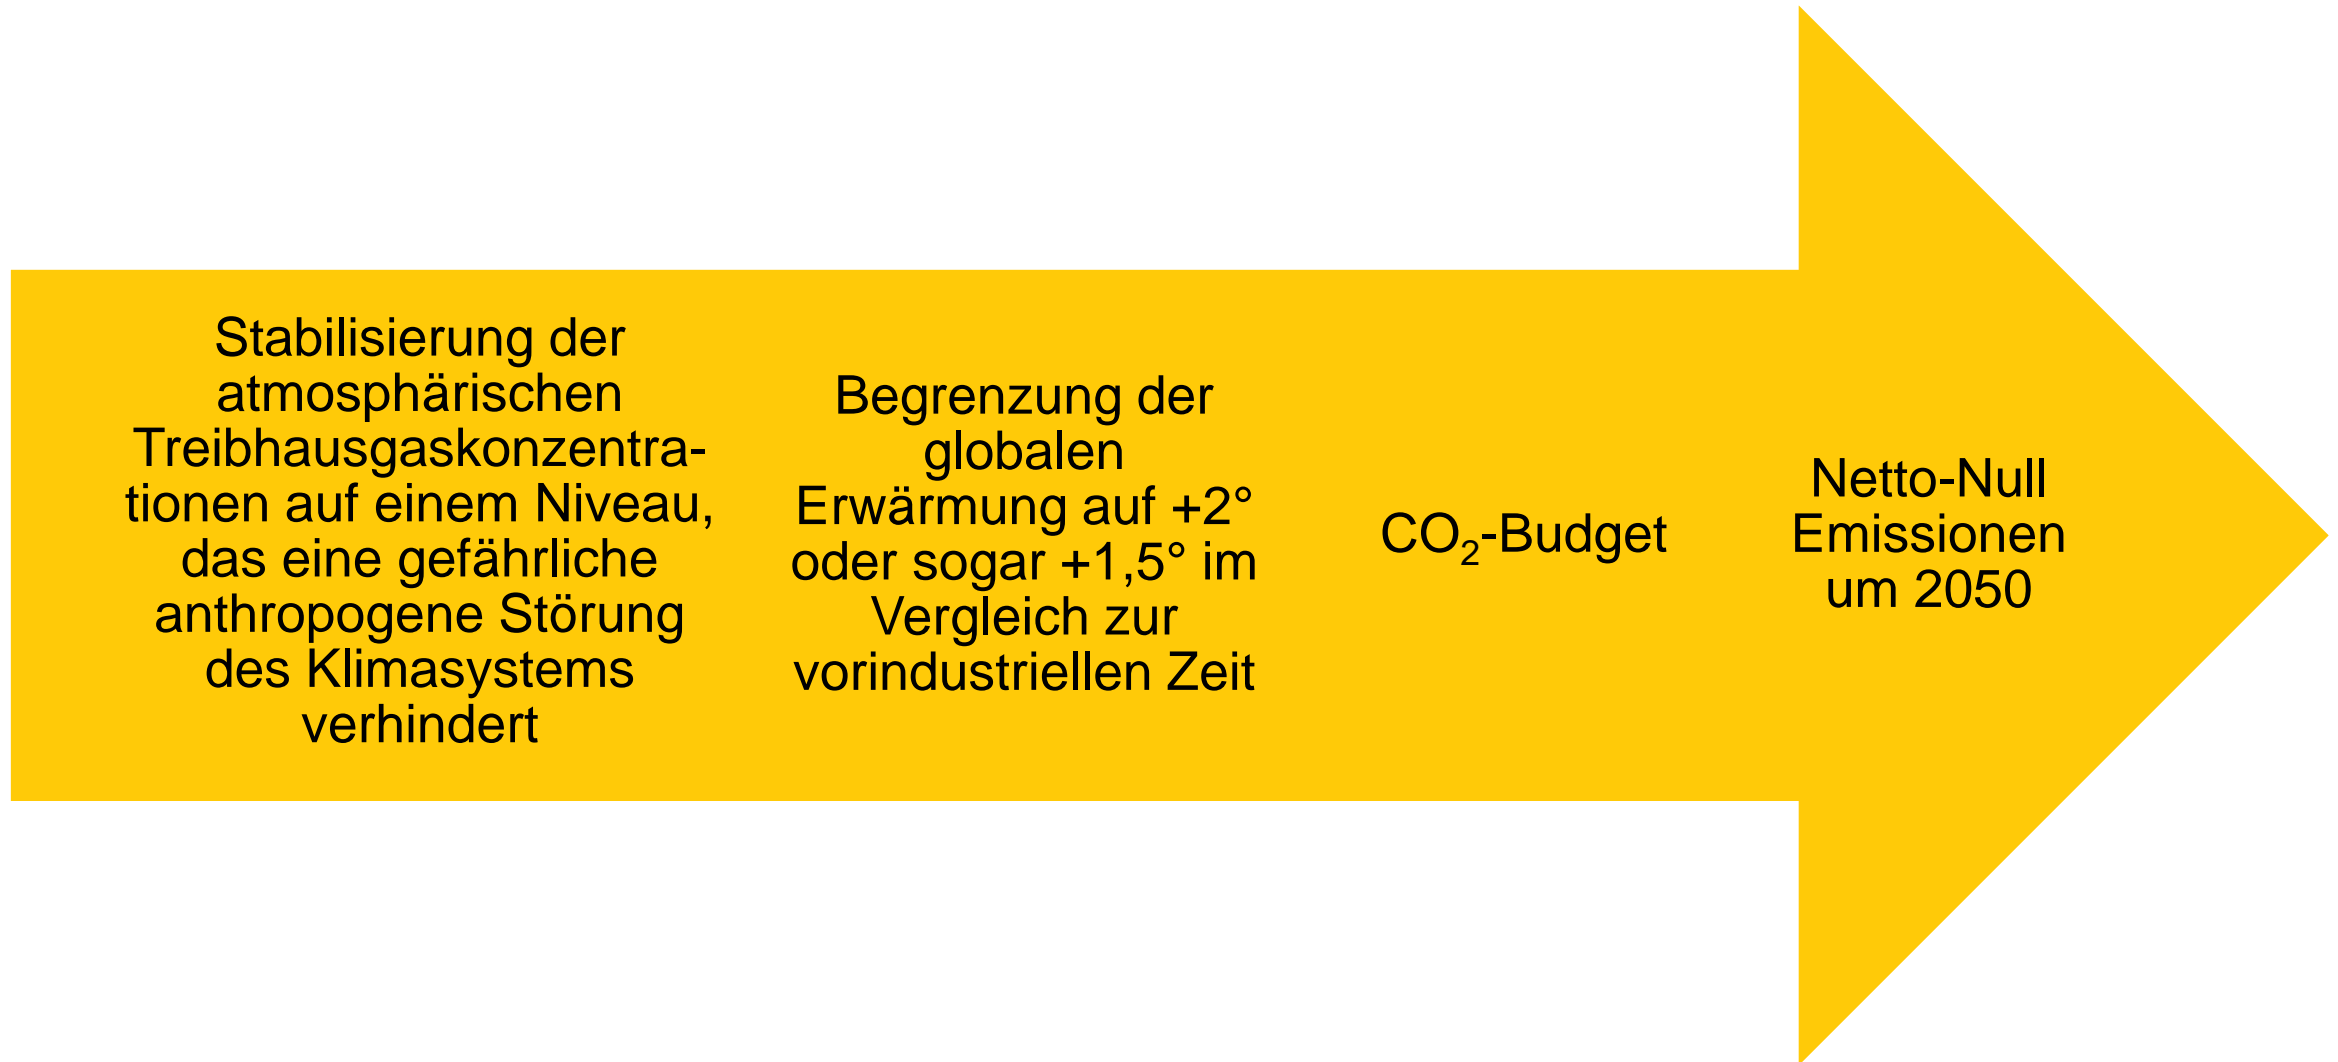 Stabilisierung der
atmosphärischen
Treibhausgaskonzentra-
tionen auf einem Niveau,
das eine gefährliche
anthropogene Störung
des Klimasystems
verhindert
Begrenzung der
globalen
Erwärmung auf +2°
oder sogar +1,5° im
Vergleich zur
vorindustriellen Zeit
CO₂-Budget
Netto-Null
Emissionen
um 2050